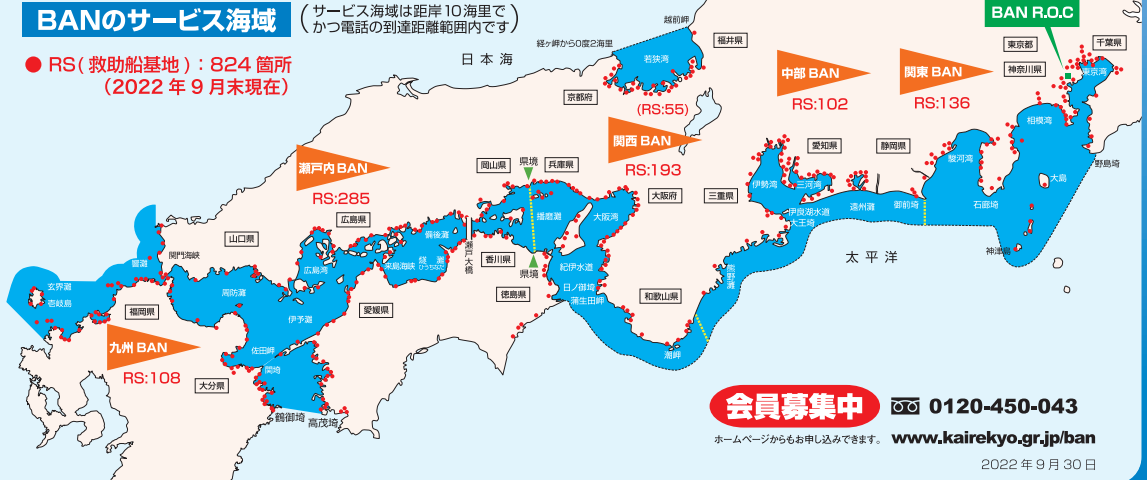 BANのサービス海域
(サービス海域は距岸10海里で
かつ電話の到達距離範囲内です)
● RS(救助船基地):824箇所
(2022年9月末現在)
日本海
越前岬
経ヶ岬から0度2海里
若狭湾
福井県
京都府
(RS:55)
BAN R.O.C
東京都
千葉県
神奈川県
東京湾
中部 BAN
RS:102
関東 BAN
RS:136
関西 BAN
RS:193
瀬戸内 BAN
RS:285
岡山県
県境
兵庫県
愛知県
静岡県
相模湾
駿河湾
野島埼
大島
伊勢湾
三河湾
三重県
大阪府
伊良湖水道
大王埼
遠州灘
御前埼
石廊埼
神津島
太平洋
広島県
播磨灘
大阪湾
備後灘
瀬戸大橋
山口県
関門海峡
響灘
広島湾
来島海峡
燧灘
ひうちなだ
香川県
県境
紀伊水道
日ノ御埼
蒲生田岬
徳島県
和歌山県
熊野灘
潮岬
玄界灘
壱岐島
福岡県
周防灘
伊予灘
愛媛県
九州 BAN
RS:108
佐田岬
関埼
大分県
鶴御埼
高茂埼
会員募集中
0120-450-043
ホームページからもお申し込みできます。
www.kairekyo.gr.jp/ban
2022年9月30日